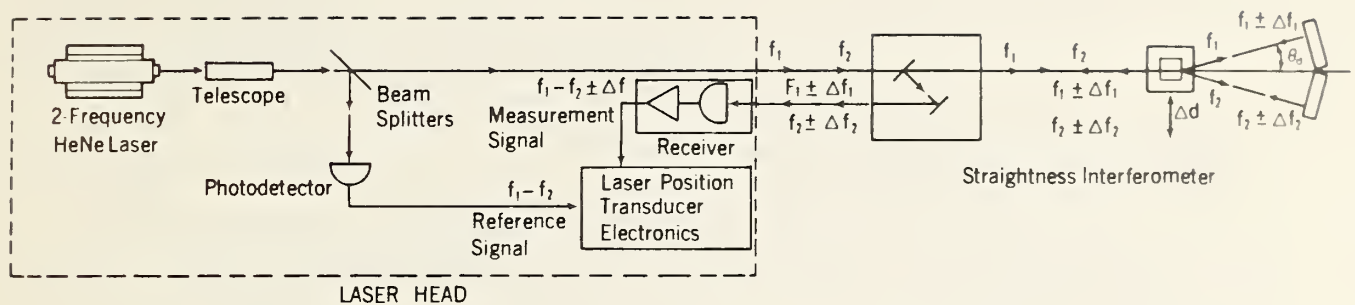 2-Frequency
HeNe Laser
Telescope
Beam
Splitters
Photodetector
f₁-f₂
Reference
Signal
f₁-f₂ ± Δf
Measurement
Signal
Receiver
Laser Position
Transducer
Electronics
LASER HEAD
f₁ f₂
F₁ ± Δf₁
f₂ ± Δf₂
f₁ f₂
f₁ ± Δf₁
f₂ ± Δf₂
Δd
f₁
f₁ ± Δf₁
θd
f₂
f₂ ± Δf₂
Straightness Interferometer